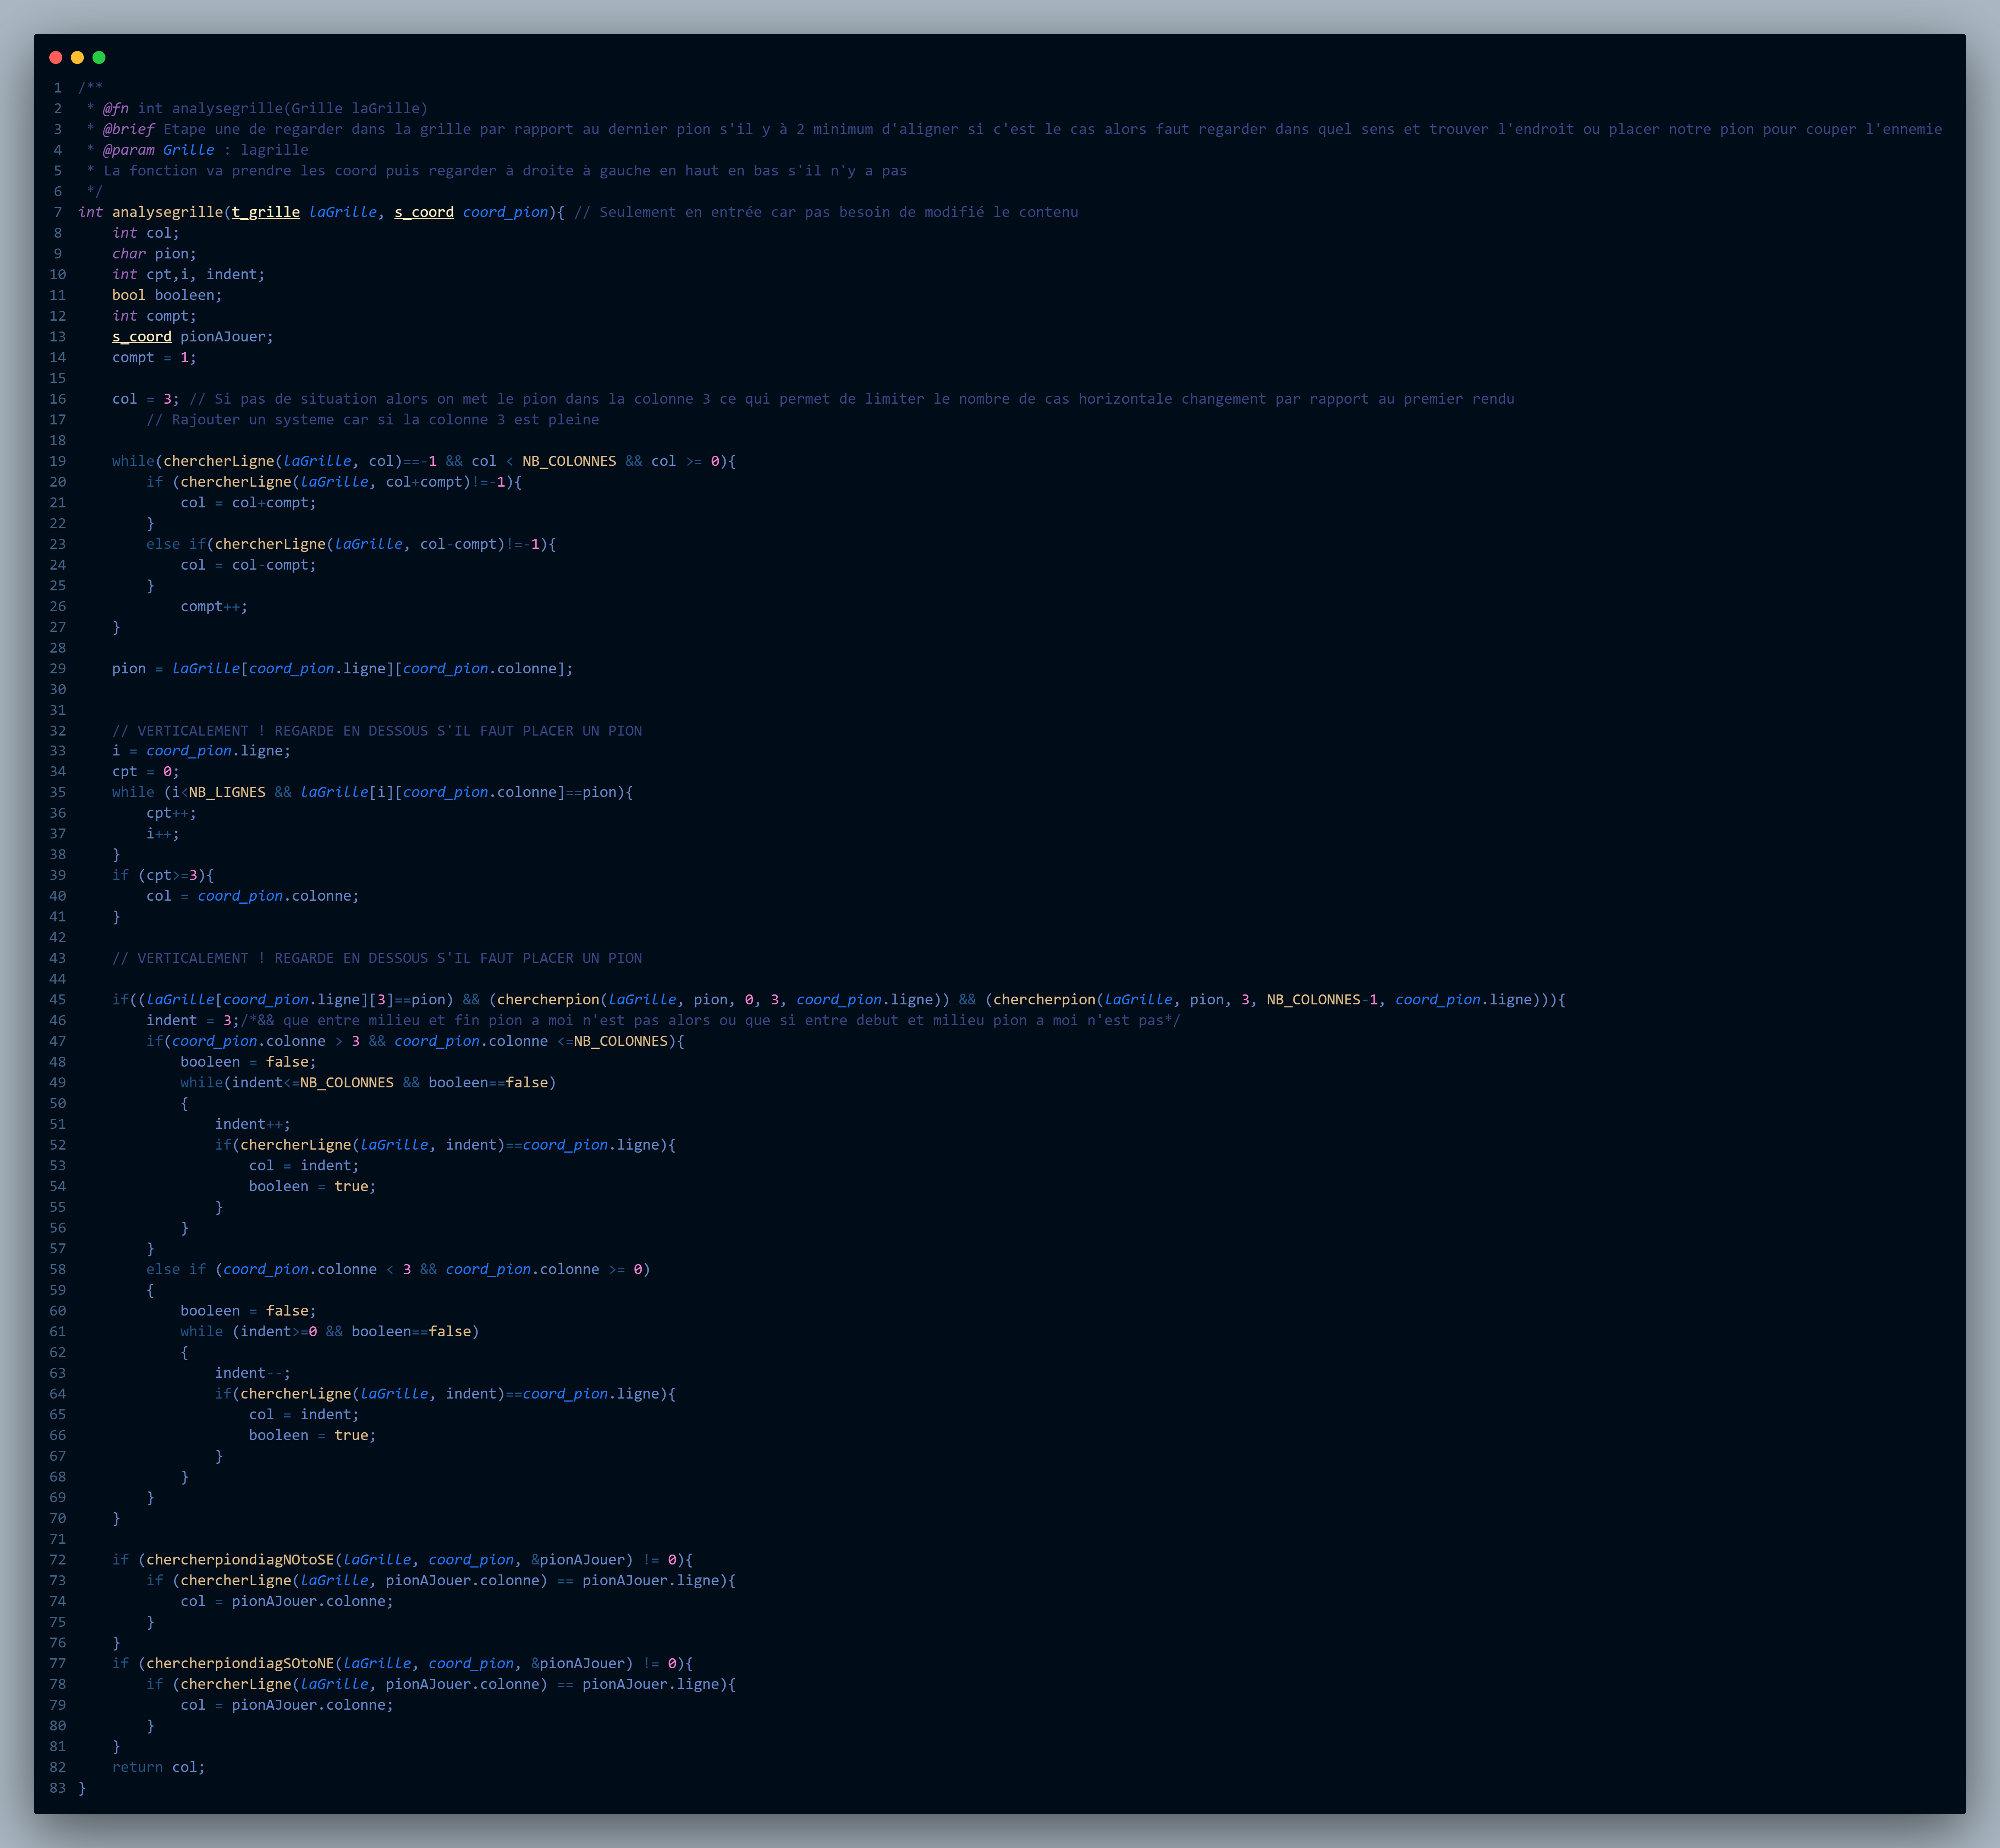 1 /**
2  * @fn int analysegrille(Grille laGrille)
3  * @brief Etape une de regarder dans la grille par rapport au dernier pion s'il y à 2 minimum d'aligner si c'est le cas alors faut regarder dans quel sens et trouver l'endroit ou placer notre pion pour couper l'ennemie
4  * @param Grille : lagrille
5  * La fonction va prendre les coord puis regarder à droite à gauche en haut en bas s'il n'y a pas
6  */
7 int analysegrille(t_grille laGrille, s_coord coord_pion){ // Seulement en entrée car pas besoin de modifié le contenu
8     int col;
9     char pion;
10     int cpt,i, indent;
11     bool booleen;
12     int compt;
13     s_coord pionAJouer;
14     compt = 1;
15
16     col = 3; // Si pas de situation alors on met le pion dans la colonne 3 ce qui permet de limiter le nombre de cas horizontale changement par rapport au premier rendu
17         // Rajouter un systeme car si la colonne 3 est pleine
18
19     while(chercherLigne(laGrille, col)==-1 && col < NB_COLONNES && col >= 0){
20         if (chercherLigne(laGrille, col+compt)!=-1){
21             col = col+compt;
22         }
23         else if(chercherLigne(laGrille, col-compt)!=-1){
24             col = col-compt;
25         }
26             compt++;
27     }
28
29     pion = laGrille[coord_pion.ligne][coord_pion.colonne];
30
31
32     // VERTICALEMENT ! REGARDE EN DESSOUS S'IL FAUT PLACER UN PION
33     i = coord_pion.ligne;
34     cpt = 0;
35     while (i<NB_LIGNES && laGrille[i][coord_pion.colonne]==pion){
36         cpt++;
37         i++;
38     }
39     if (cpt>=3){
40         col = coord_pion.colonne;
41     }
42
43     // VERTICALEMENT ! REGARDE EN DESSOUS S'IL FAUT PLACER UN PION
44
45     if((laGrille[coord_pion.ligne][3]==pion) && (chercherpion(laGrille, pion, 0, 3, coord_pion.ligne)) && (chercherpion(laGrille, pion, 3, NB_COLONNES-1, coord_pion.ligne))){
46         indent = 3;/*&& que entre milieu et fin pion a moi n'est pas alors ou que si entre debut et milieu pion a moi n'est pas*/
47         if(coord_pion.colonne > 3 && coord_pion.colonne <=NB_COLONNES){
48             booleen = false;
49             while(indent<=NB_COLONNES && booleen==false)
50             {
51                 indent++;
52                 if(chercherLigne(laGrille, indent)==coord_pion.ligne){
53                     col = indent;
54                     booleen = true;
55                 }
56             }
57         }
58         else if (coord_pion.colonne < 3 && coord_pion.colonne >= 0)
59         {
60             booleen = false;
61             while (indent>=0 && booleen==false)
62             {
63                 indent--;
64                 if(chercherLigne(laGrille, indent)==coord_pion.ligne){
65                     col = indent;
66                     booleen = true;
67                 }
68             }
69         }
70     }
71
72     if (chercherpiondiagNOtoSE(laGrille, coord_pion, &pionAJouer) != 0){
73         if (chercherLigne(laGrille, pionAJouer.colonne) == pionAJouer.ligne){
74             col = pionAJouer.colonne;
75         }
76     }
77     if (chercherpiondiagSOtoNE(laGrille, coord_pion, &pionAJouer) != 0){
78         if (chercherLigne(laGrille, pionAJouer.colonne) == pionAJouer.ligne){
79             col = pionAJouer.colonne;
80         }
81     }
82     return col;
83 }